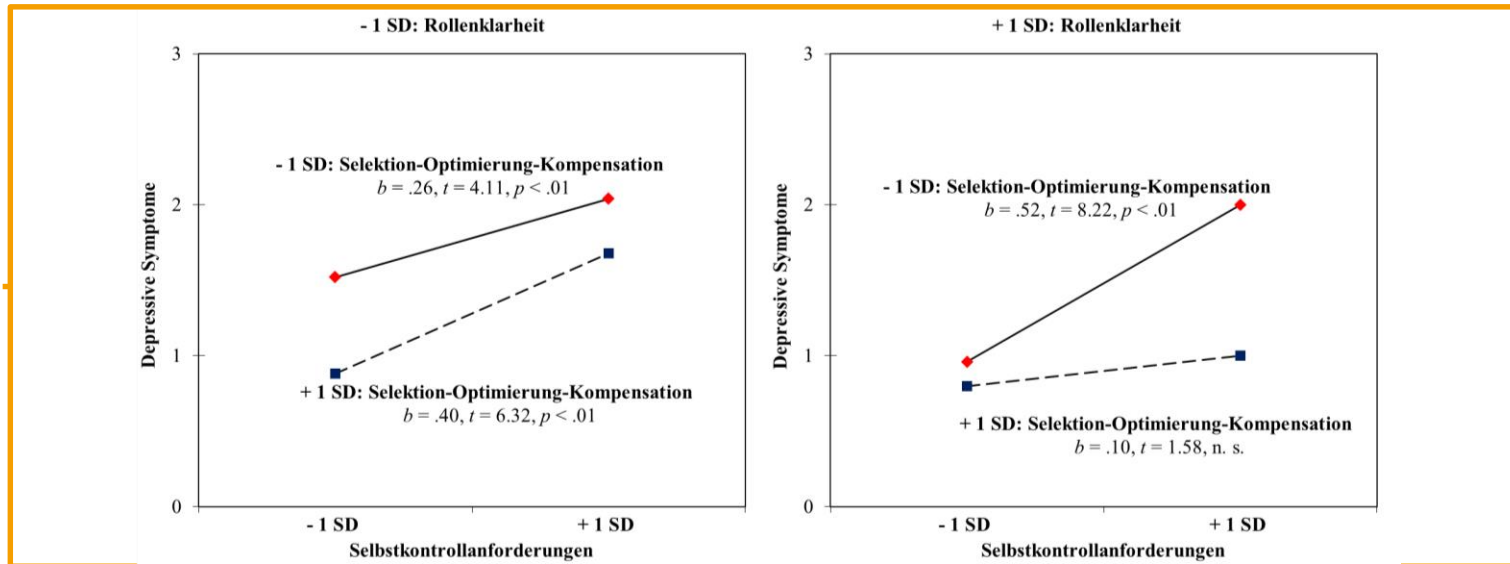 - 1 SD: Rollenklarheit
3
2
1
0
Depressive Symptome
- 1 SD: Selektion-Optimierung-Kompensation
b = .26, t = 4.11, p < .01
+ 1 SD: Selektion-Optimierung-Kompensation
b = .40, t = 6.32, p < .01
- 1 SD
+ 1 SD
Selbstkontrollanforderungen
+ 1 SD: Rollenklarheit
3
2
1
0
Depressive Symptome
- 1 SD: Selektion-Optimierung-Kompensation
b = .52, t = 8.22, p < .01
+ 1 SD: Selektion-Optimierung-Kompensation
b = .10, t = 1.58, n. s.
- 1 SD
+ 1 SD
Selbstkontrollanforderungen